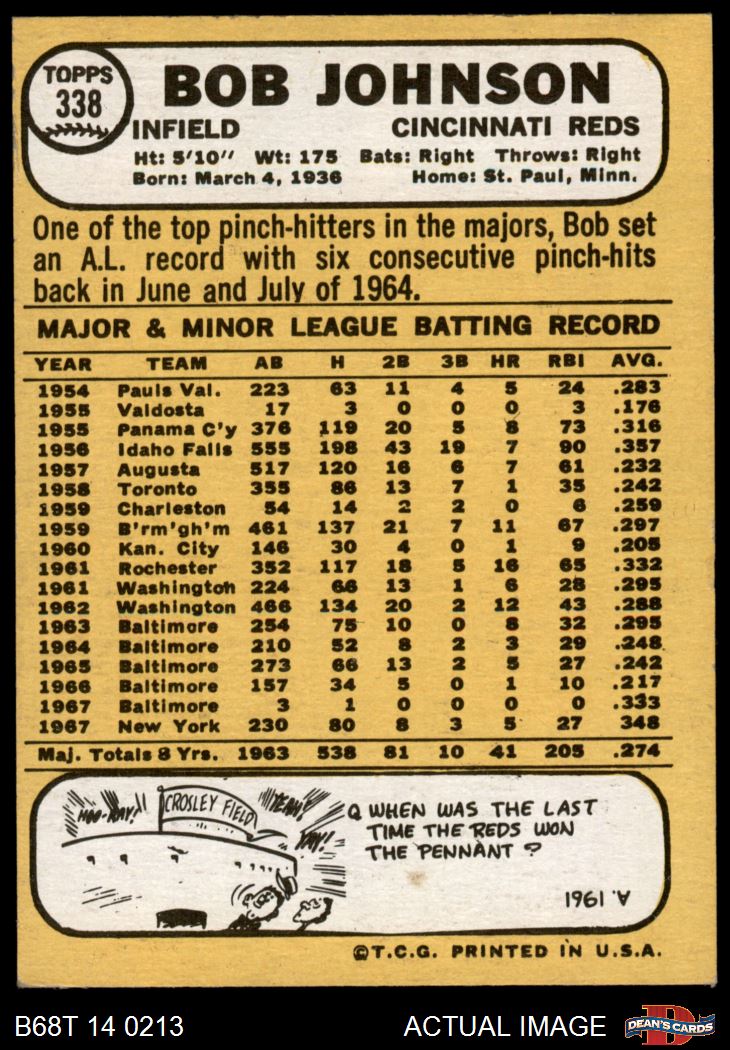 TOPPS
338
BOB JOHNSON
INFIELD CINCINNATI REDS
Ht: 5'10" Wt: 175 Bats: Right Throws: Right
Born: March 4, 1936 Home: St. Paul, Minn.
One of the top pinch-hitters in the majors, Bob set
an A.L. record with six consecutive pinch-hits
back in June and July of 1964.
MAJOR & MINOR LEAGUE BATTING RECORD
YEAR TEAM AB H 2B 3B HR RBI AVG.
1954 Pauls Val. 223 63 11 4 5 24 .283
1955 Valdosta 17 3 0 0 0 3 .176
1955 Panama C'y 376 119 20 5 8 73 .316
1956 Idaho Falls 555 198 43 19 7 90 .357
1957 Augusta 517 120 16 6 7 61 .232
1958 Toronto 355 86 13 7 1 35 .242
1959 Charleston 54 14 2 2 0 6 .259
1959 B'rm'gh'm 461 137 21 7 11 67 .297
1960 Kan. City 146 30 4 0 1 9 .205
1961 Rochester 352 117 18 5 16 65 .332
1961 Washington 224 66 13 1 6 28 .295
1962 Washington 466 134 20 2 12 43 .288
1963 Baltimore 254 75 10 0 8 32 .295
1964 Baltimore 210 52 8 2 3 29 .248
1965 Baltimore 273 66 13 2 5 27 .242
1966 Baltimore 157 34 5 0 1 10 .217
1967 Baltimore 3 1 0 0 0 0 .333
1967 New York 230 80 8 3 5 27 348
Maj. Totals 8 Yrs. 1963 538 81 10 41 205 .274
HOO-RAY!
CROSLEY FIELD
YEAH!
YAY!
Q WHEN WAS THE LAST
TIME THE REDS WON
THE PENNANT ?
A. 1961
©T.C.G. PRINTED IN U.S.A.
B68T 14 0213 ACTUAL IMAGE
D
DEAN'S CARDS